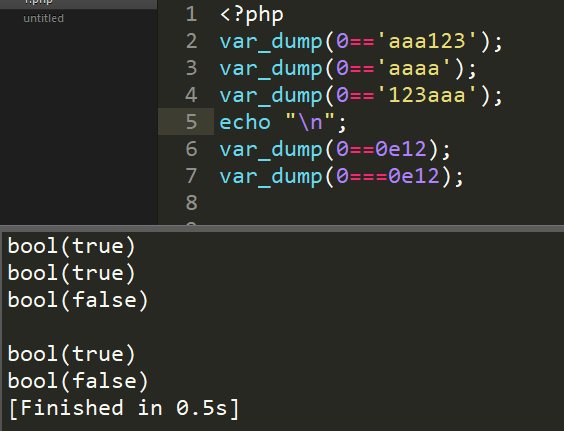 1.php
untitled
1 <?php
2 var_dump(0=='aaa123');
3 var_dump(0=='aaaa');
4 var_dump(0=='123aaa');
5 echo "\n";
6 var_dump(0==0e12);
7 var_dump(0===0e12);
8
bool(true)
bool(true)
bool(false)
bool(true)
bool(false)
[Finished in 0.5s]